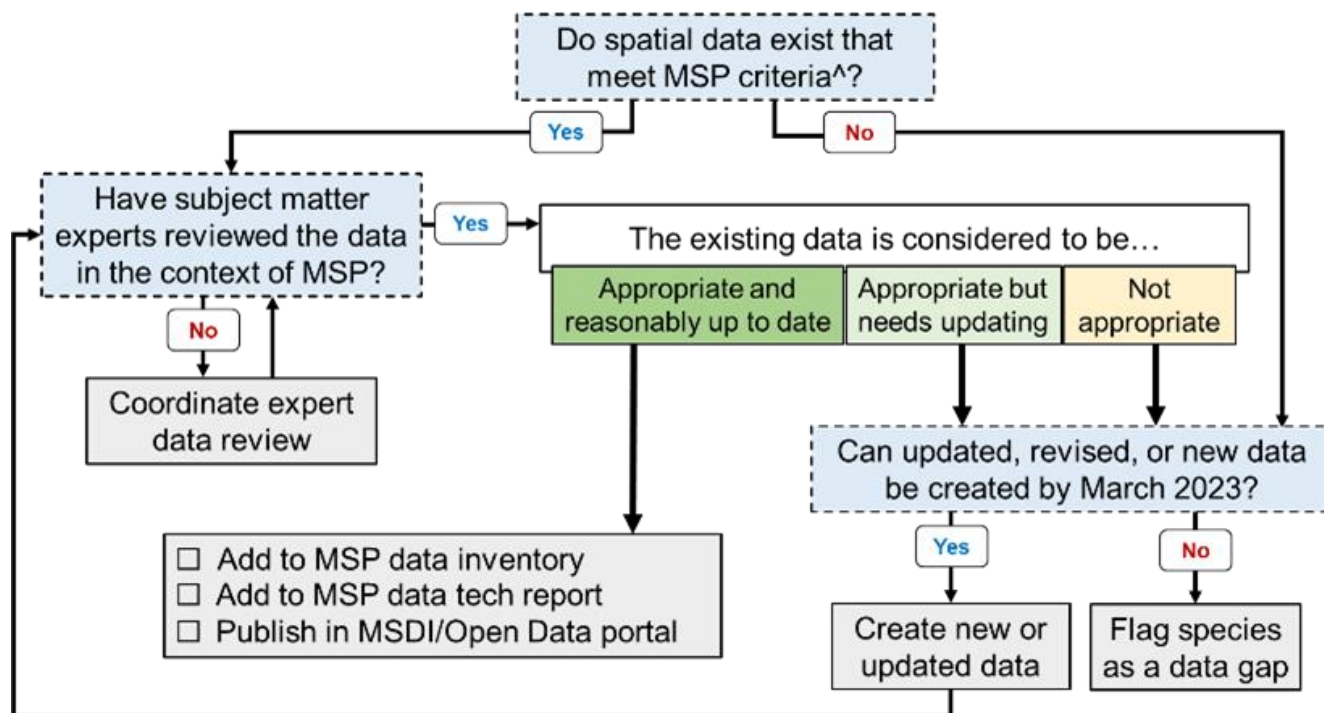 Do spatial data exist that
meet MSP criteria^?
Yes
No
Have subject matter
experts reviewed the data
in the context of MSP?
Yes
The existing data is considered to be...
Appropriate and
reasonably up to date
Appropriate but
needs updating
Not
appropriate
No
Coordinate expert
data review
Can updated, revised, or new data
be created by March 2023?
Yes
No
☐ Add to MSP data inventory
☐ Add to MSP data tech report
☐ Publish in MSDI/Open Data portal
Create new or
updated data
Flag species
as a data gap